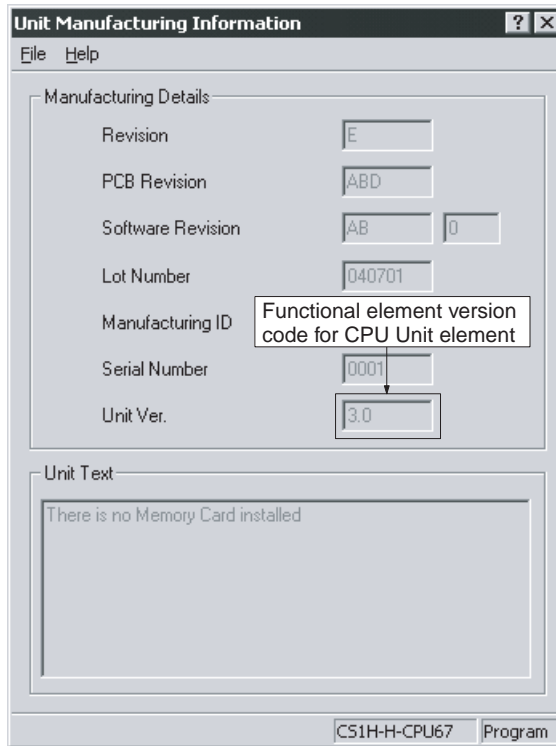 Unit Manufacturing Information ? X
File Help
Manufacturing Details
Revision E
PCB Revision ABD
Software Revision AB 0
Lot Number 040701
Manufacturing ID
Functional element version
code for CPU Unit element
Serial Number 0001
Unit Ver. 3.0
Unit Text
There is no Memory Card installed
CS1H-H-CPU67 Program